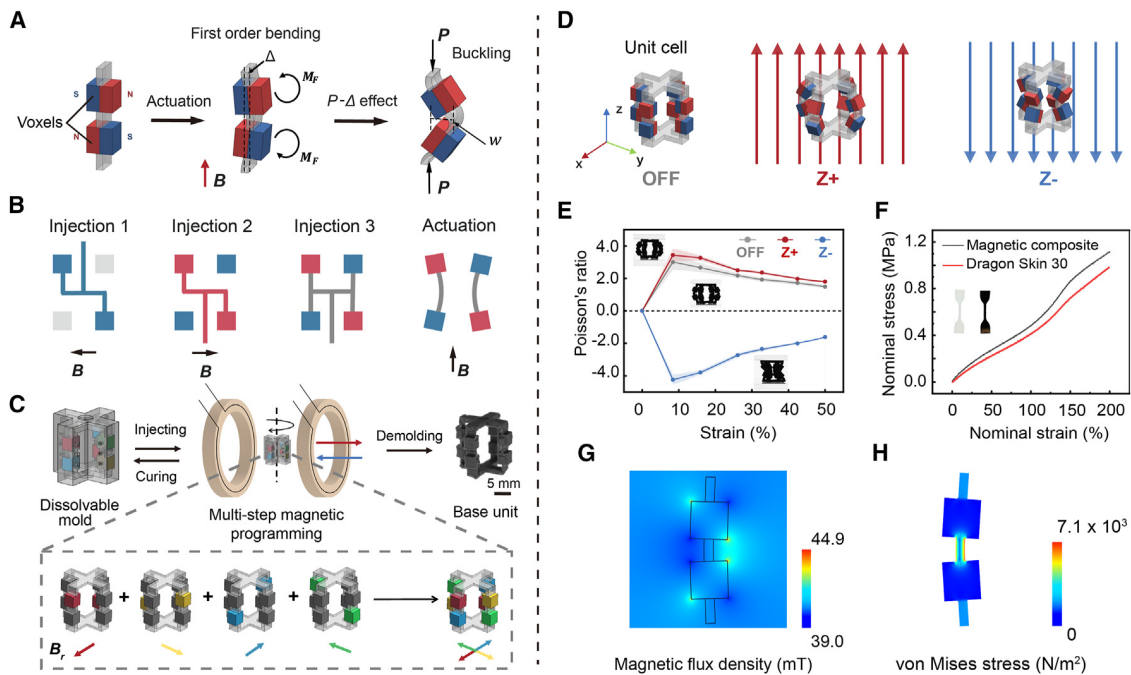 A
First order bending
Δ
P
Buckling
S
N
M_F
Voxels
Actuation
P-Δ effect
w
N
S
M_F
B
P
B
Injection 1
Injection 2
Injection 3
Actuation
B
B
B
C
Injecting
Curing
Demolding
5 mm
Dissolvable
mold
Multi-step magnetic
programming
Base unit
+
+
+
B_r
D
Unit cell
z
x
y
OFF
Z+
Z-
E
Poisson's ratio
4.0
2.0
0.0
-2.0
-4.0
OFF
Z+
Z-
0
10
20
30
40
50
Strain (%)
F
Nominal stress (MPa)
1.2
0.8
0.4
0.0
Magnetic composite
Dragon Skin 30
0
50
100
150
200
Nominal strain (%)
G
44.9
39.0
Magnetic flux density (mT)
H
7.1 x 10³
0
von Mises stress (N/m²)